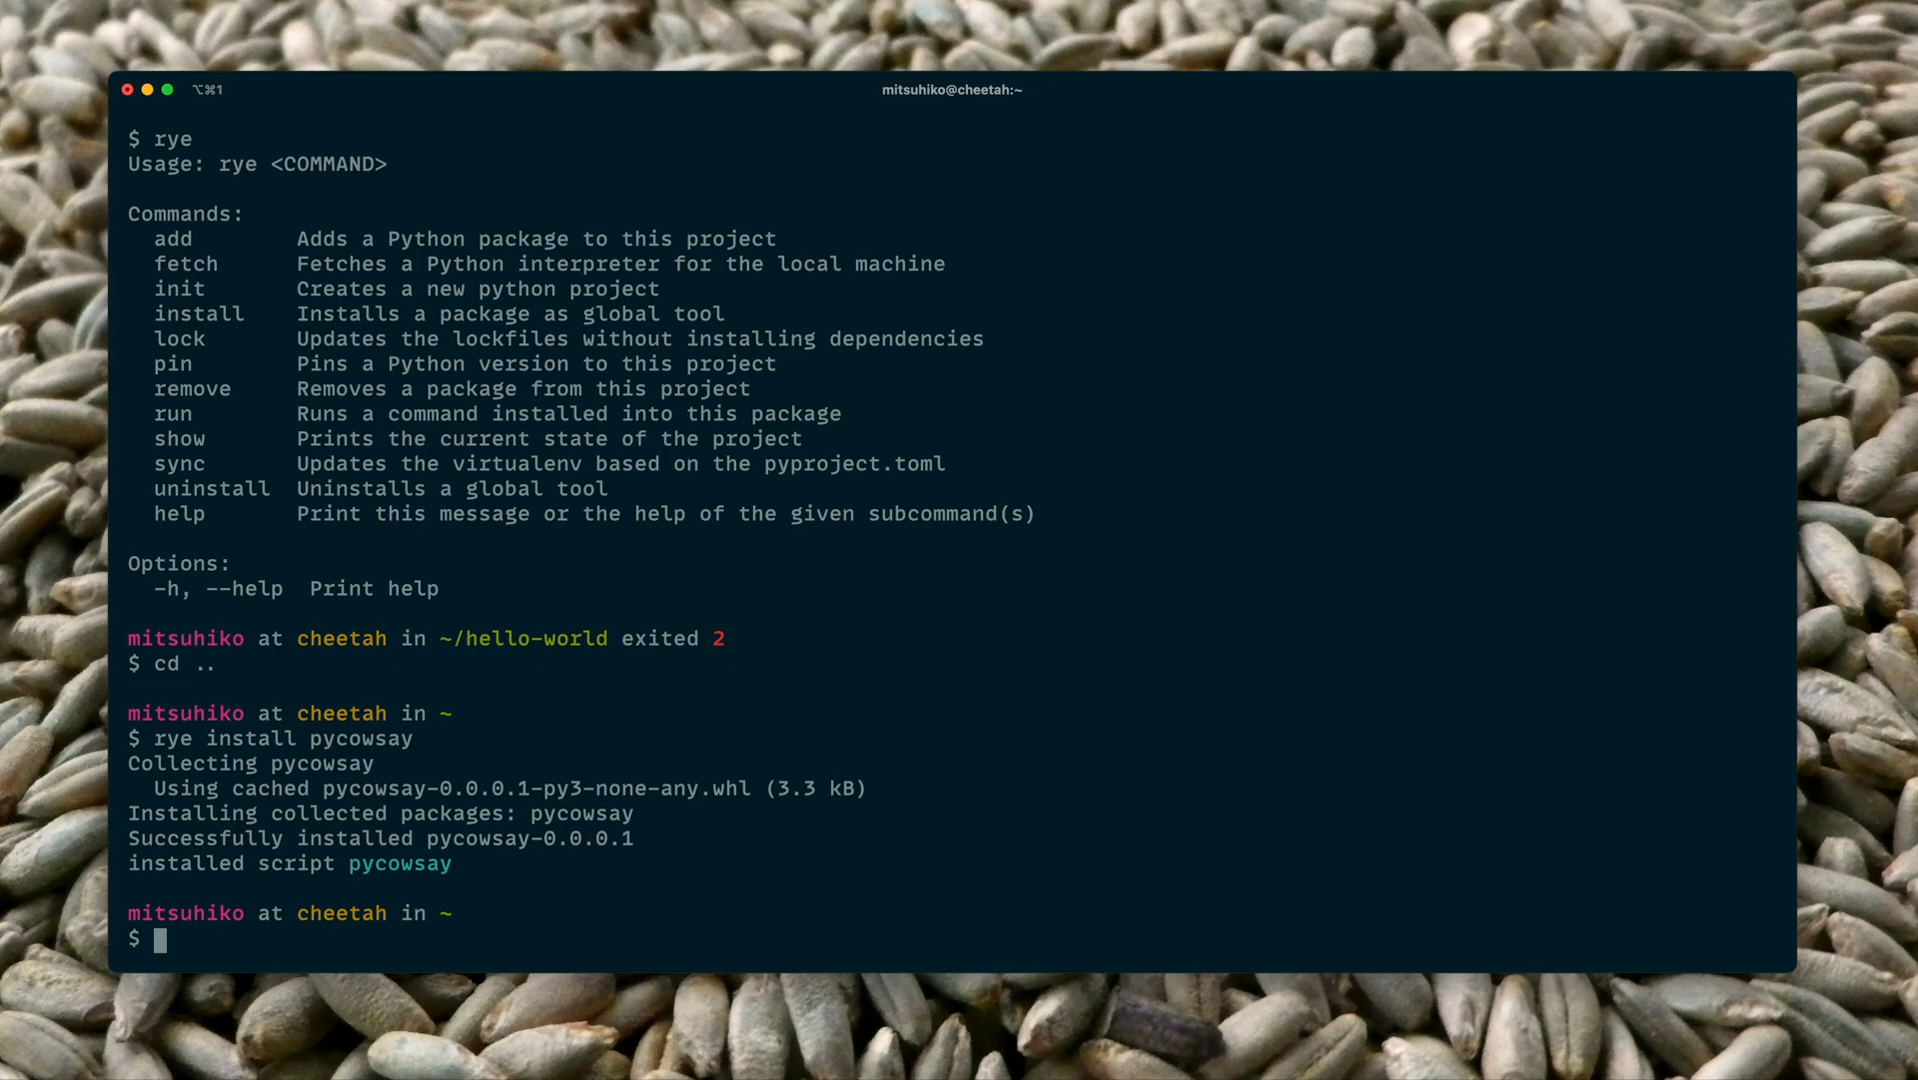 ⌥⌘1
mitsuhiko@cheetah:~
$ rye
Usage: rye <COMMAND>
Commands:
add Adds a Python package to this project
fetch Fetches a Python interpreter for the local machine
init Creates a new python project
install Installs a package as global tool
lock Updates the lockfiles without installing dependencies
pin Pins a Python version to this project
remove Removes a package from this project
run Runs a command installed into this package
show Prints the current state of the project
sync Updates the virtualenv based on the pyproject.toml
uninstall Uninstalls a global tool
help Print this message or the help of the given subcommand(s)
Options:
-h, --help Print help
mitsuhiko at cheetah in ~/hello-world exited 2
$ cd ..
mitsuhiko at cheetah in ~
$ rye install pycowsay
Collecting pycowsay
Using cached pycowsay-0.0.0.1-py3-none-any.whl (3.3 kB)
Installing collected packages: pycowsay
Successfully installed pycowsay-0.0.0.1
installed script pycowsay
mitsuhiko at cheetah in ~
$